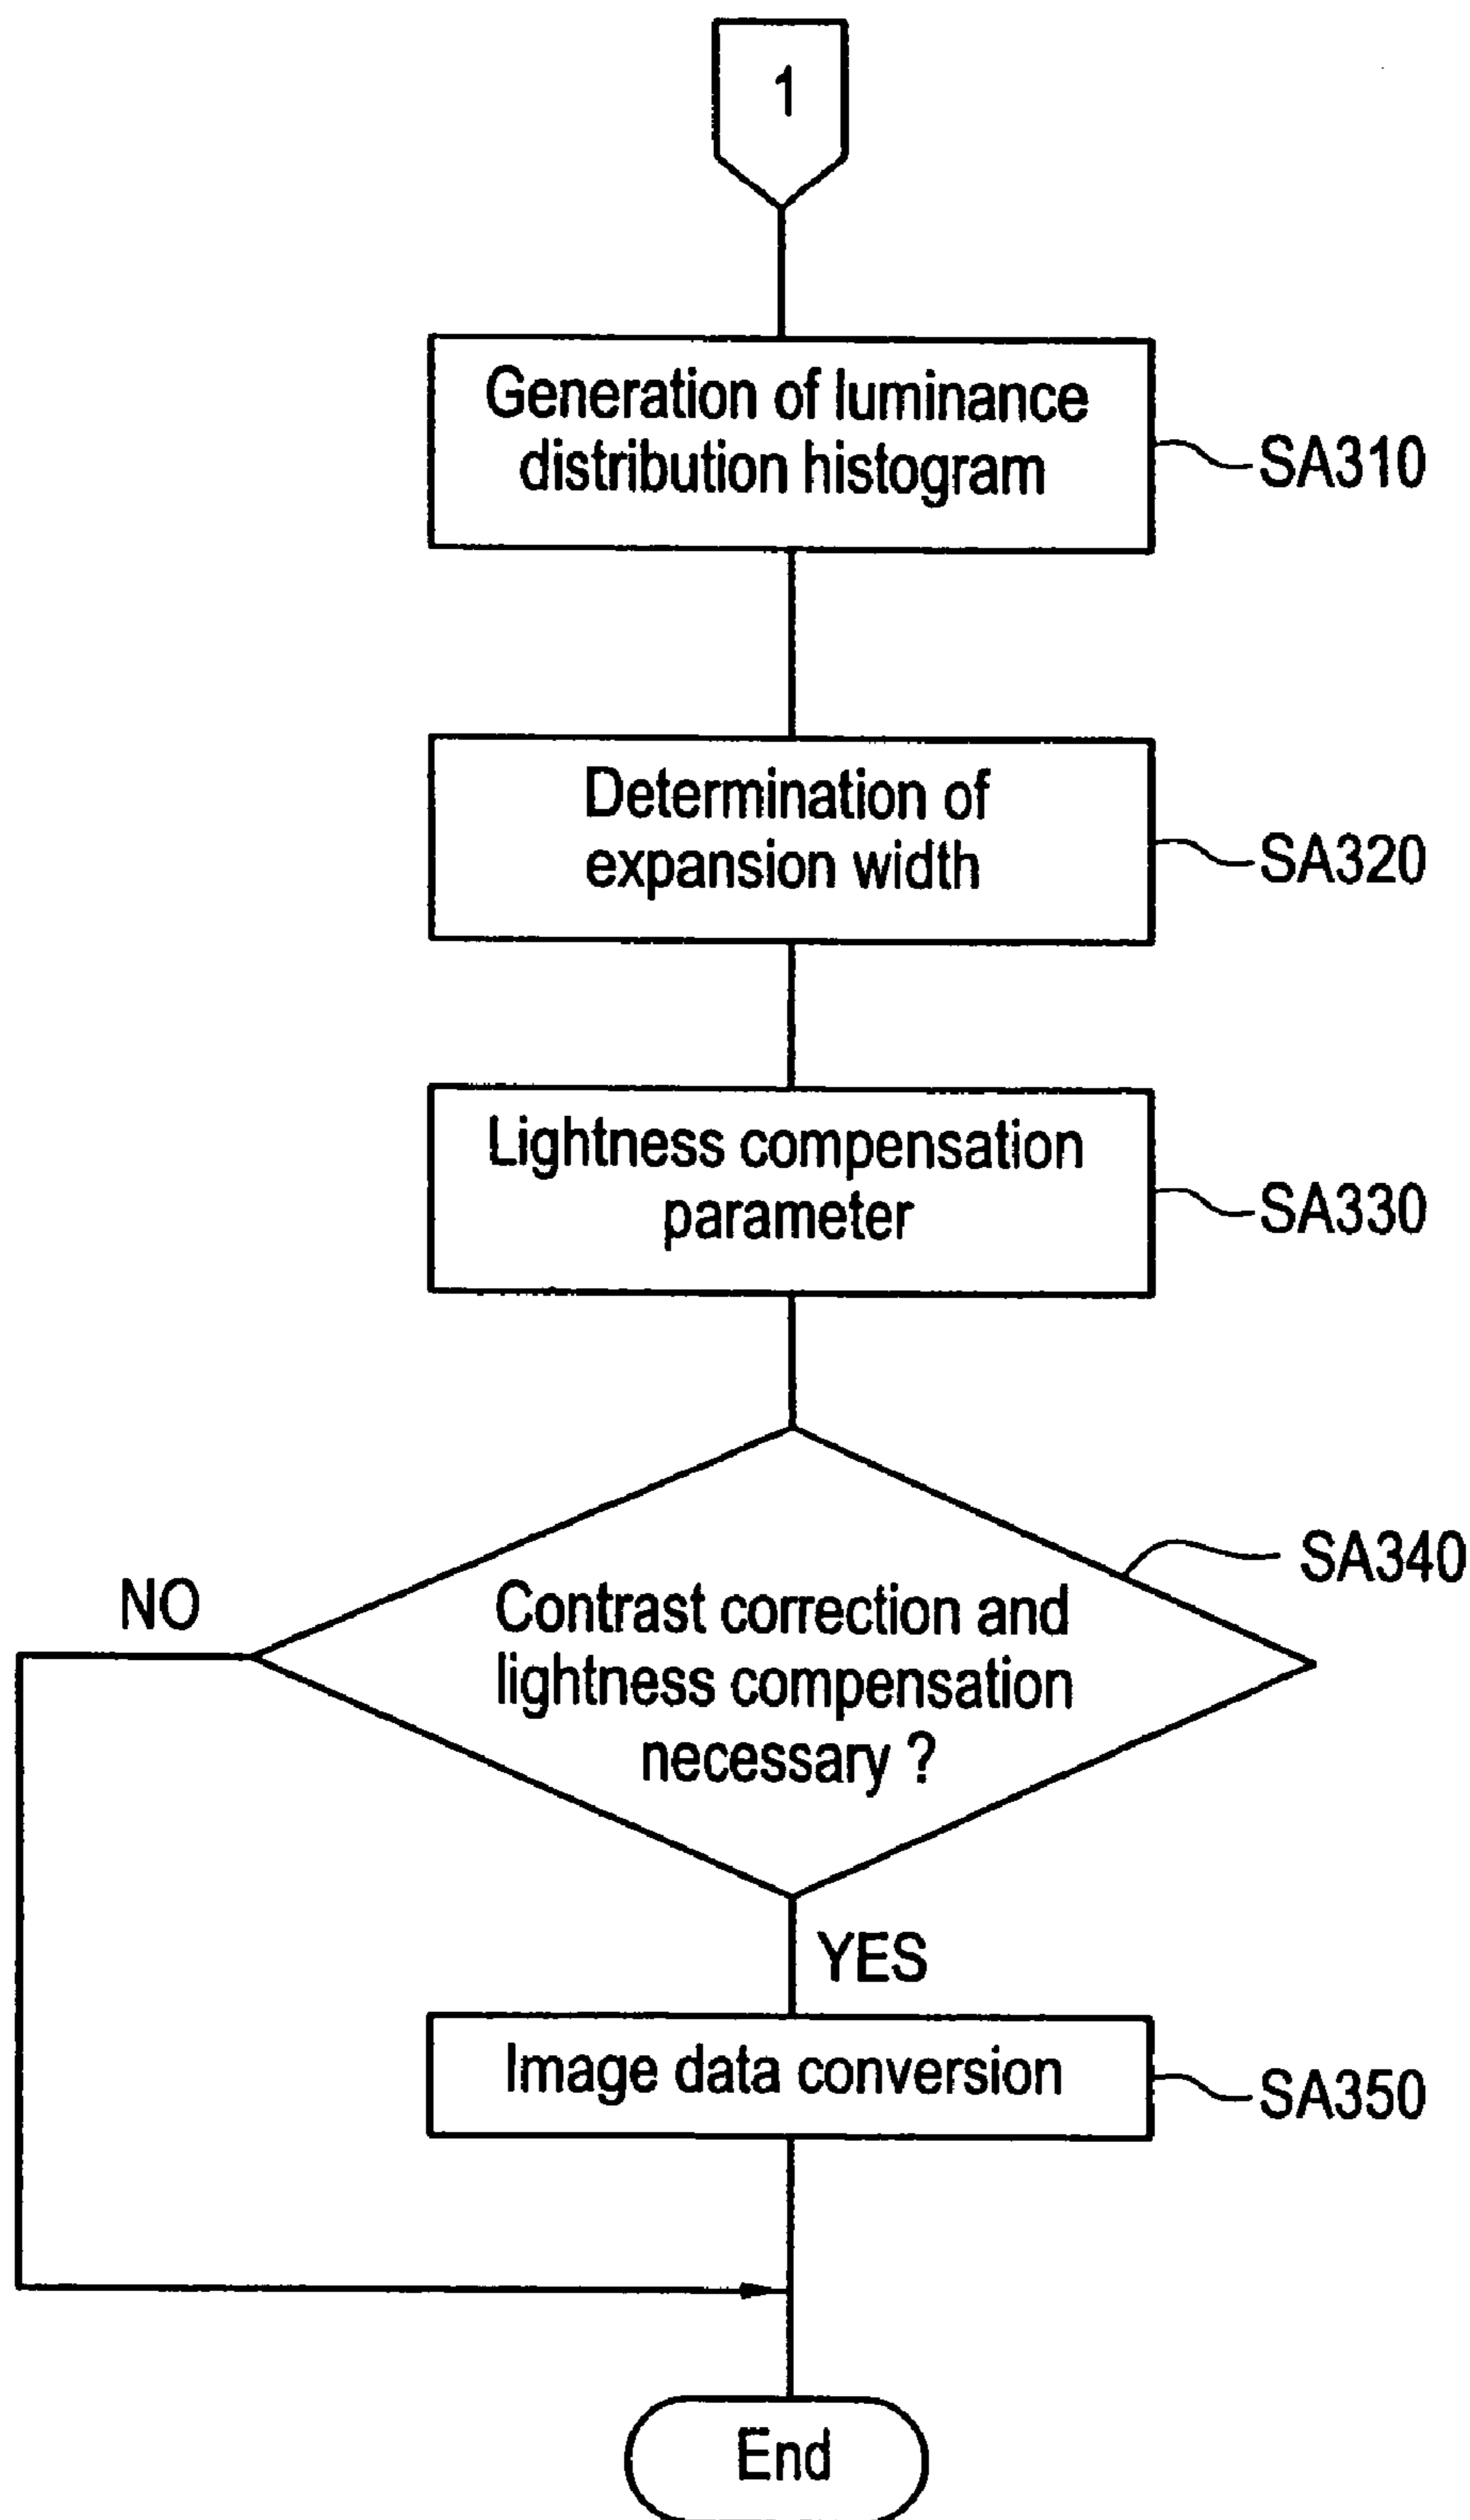 1
Generation of luminance
distribution histogram
SA310
Determination of
expansion width
SA320
Lightness compensation
parameter
SA330
SA340
NO
Contrast correction and
lightness compensation
necessary ?
YES
Image data conversion
SA350
End